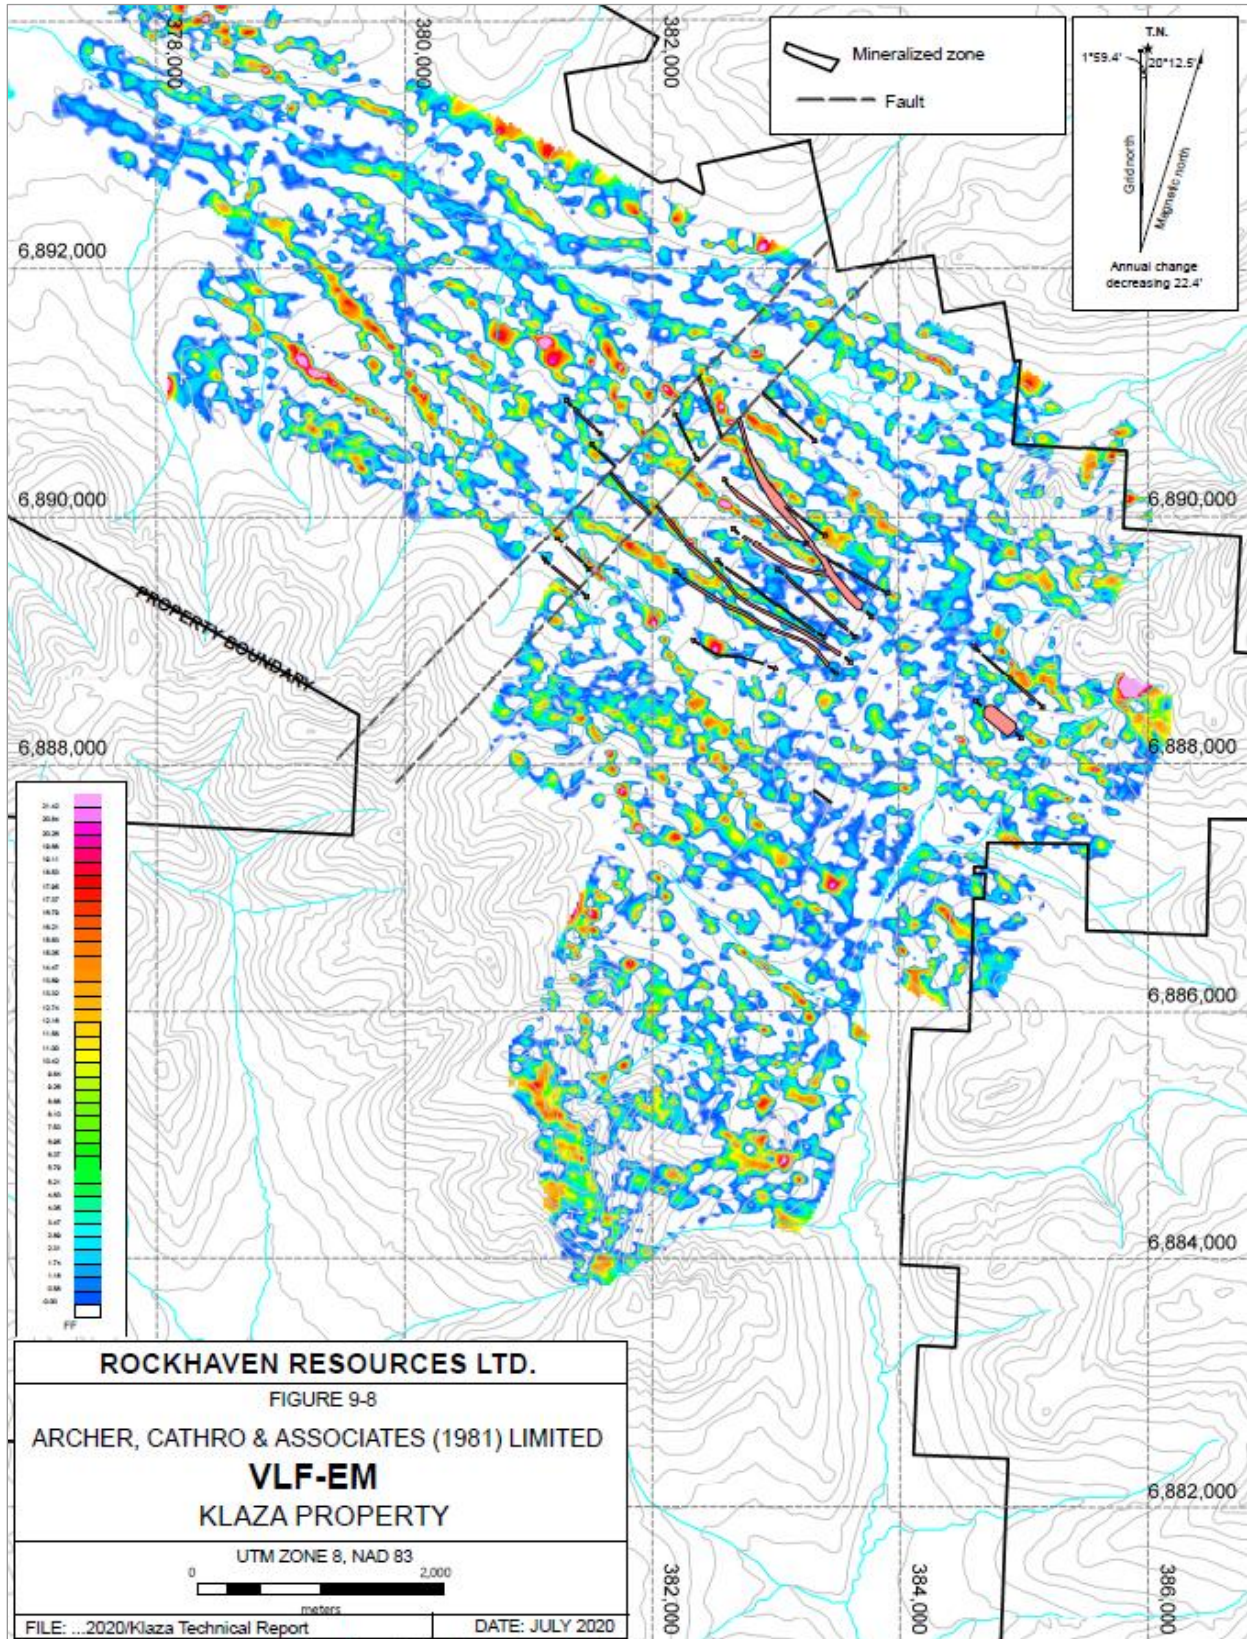 378,000
380,000
382,000
Mineralized zone
Fault
T.N.
1°59.4'
20°12.5'
Grid north
Magnetic north
Annual change
decreasing 22.4'
6,892,000
6,890,000
6,890,000
PROPERTY BOUNDARY
6,888,000
6,888,000
6,886,000
6,884,000
6,882,000
FF
382,000
384,000
386,000
ROCKHAVEN RESOURCES LTD.
FIGURE 9-8
ARCHER, CATHRO & ASSOCIATES (1981) LIMITED
VLF-EM
KLAZA PROPERTY
UTM ZONE 8, NAD 83
0 2,000
meters
FILE: ...2020/Klaza Technical Report DATE: JULY 2020